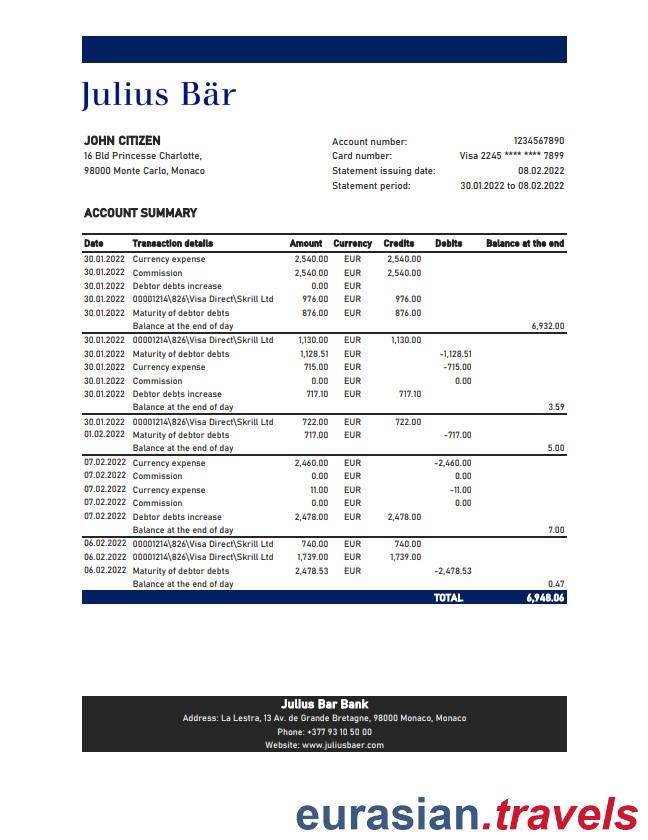 Julius Bär
JOHN CITIZEN
16 Bld Princesse Charlotte,
98000 Monte Carlo, Monaco
Account number: 1234567890
Card number: Visa 2245 **** **** 7899
Statement issuing date: 08.02.2022
Statement period: 30.01.2022 to 08.02.2022
ACCOUNT SUMMARY
Date Transaction details Amount Currency Credits Debits Balance at the end
30.01.2022 Currency expense 2,540.00 EUR 2,540.00
30.01.2022 Commission 2,540.00 EUR 2,540.00
30.01.2022 Debtor debts increase 0.00 EUR
30.01.2022 00001214\826\Visa Direct\Skrill Ltd 976.00 EUR 976.00
30.01.2022 Maturity of debtor debts 876.00 EUR 876.00
Balance at the end of day 6,932.00
30.01.2022 00001214\826\Visa Direct\Skrill Ltd 1,130.00 EUR 1,130.00
30.01.2022 Maturity of debtor debts 1,128.51 EUR -1,128.51
30.01.2022 Currency expense 715.00 EUR -715.00
30.01.2022 Commission 0.00 EUR 0.00
30.01.2022 Debtor debts increase 717.10 EUR 717.10
Balance at the end of day 3.59
30.01.2022 00001214\826\Visa Direct\Skrill Ltd 722.00 EUR 722.00
01.02.2022 Maturity of debtor debts 717.00 EUR -717.00
Balance at the end of day 5.00
07.02.2022 Currency expense 2,460.00 EUR -2,460.00
07.02.2022 Commission 0.00 EUR 0.00
07.02.2022 Currency expense 11.00 EUR -11.00
07.02.2022 Commission 0.00 EUR 0.00
07.02.2022 Debtor debts increase 2,478.00 EUR 2,478.00
Balance at the end of day 7.00
06.02.2022 00001214\826\Visa Direct\Skrill Ltd 740.00 EUR 740.00
06.02.2022 00001214\826\Visa Direct\Skrill Ltd 1,739.00 EUR 1,739.00
06.02.2022 Maturity of debtor debts 2,478.53 EUR -2,478.53
Balance at the end of day 0.47
TOTAL 6,948.06
Julius Bar Bank
Address: La Lestra, 13 Av. de Grande Bretagne, 98000 Monaco, Monaco
Phone: +377 93 10 50 00
Website: www.juliusbaer.com
eurasian.travels